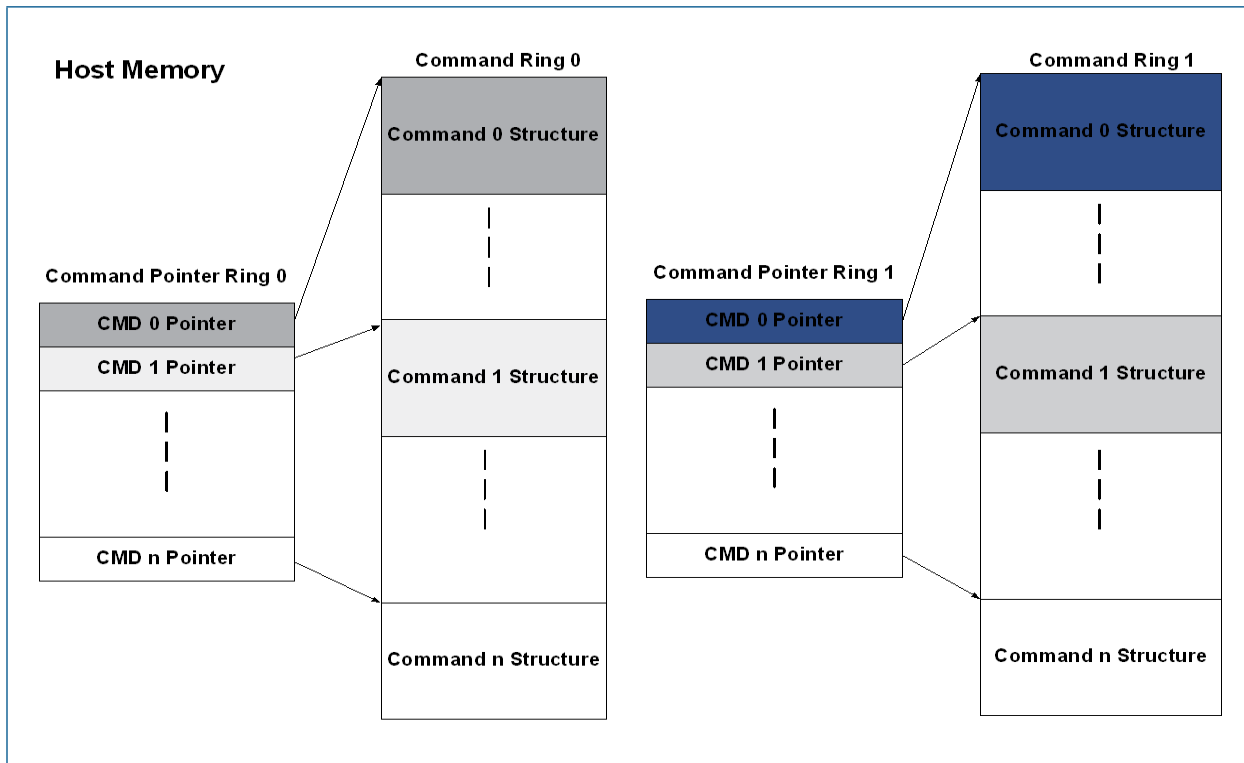 Host Memory
Command Ring 0
Command 0 Structure
Command Pointer Ring 0
CMD 0 Pointer
CMD 1 Pointer
Command 1 Structure
CMD n Pointer
Command n Structure
Command Ring 1
Command 0 Structure
Command Pointer Ring 1
CMD 0 Pointer
CMD 1 Pointer
Command 1 Structure
CMD n Pointer
Command n Structure